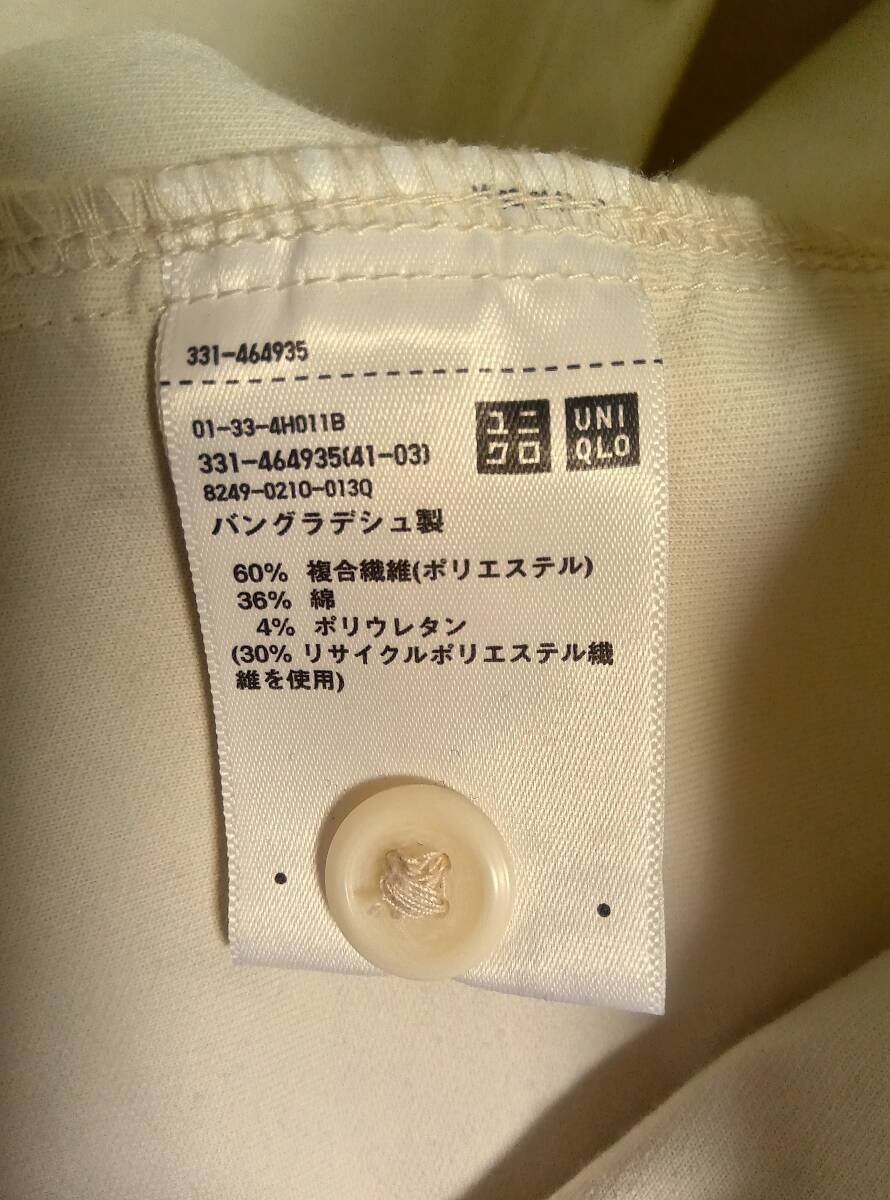 331-464935
01-33-4H011B
331-464935(41-03)
8249-0210-013Q
ユニ
クロ
UNI
QLO
バングラデシュ製
60% 複合繊維(ポリエステル)
36% 綿
4% ポリウレタン
(30% リサイクルポリエステル繊
維を使用)